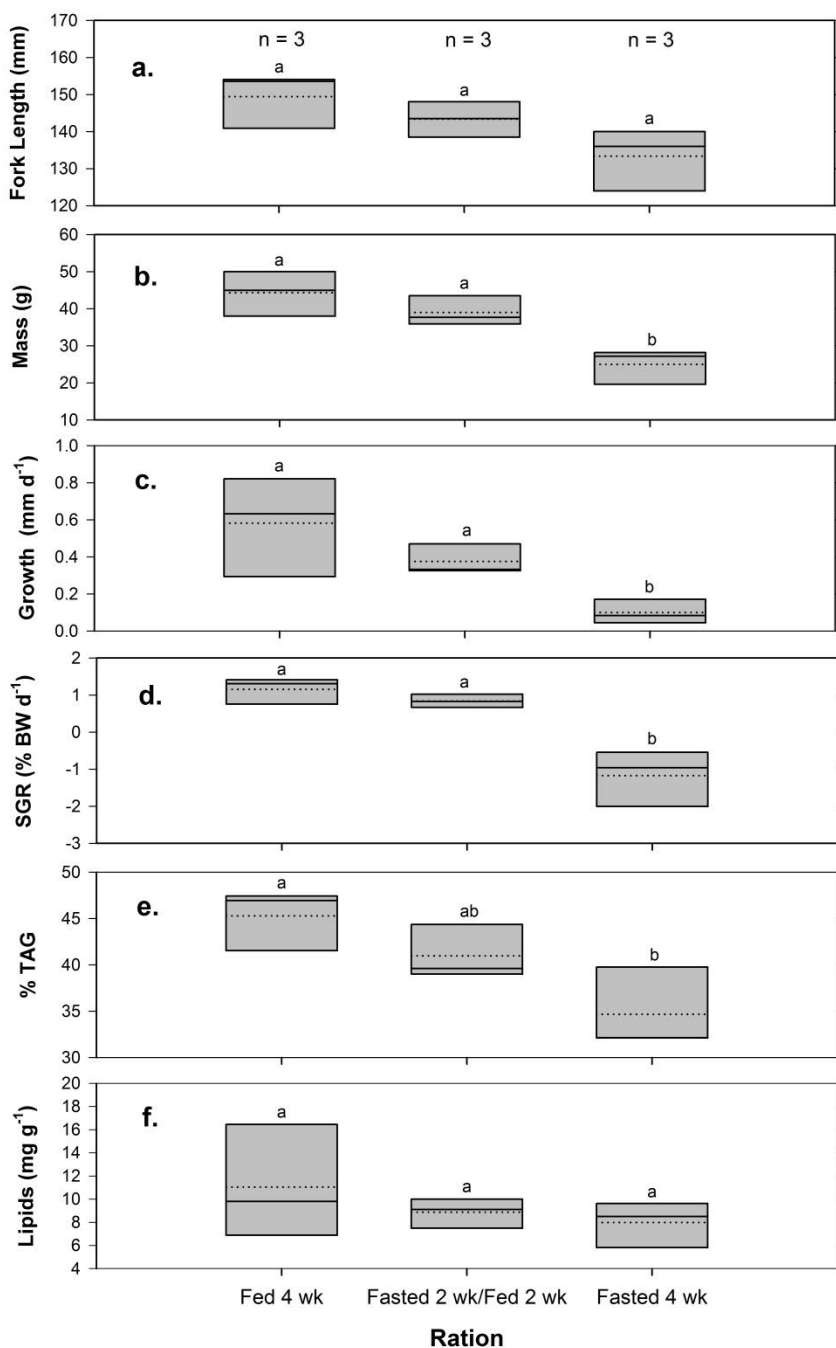 n = 3 n = 3 n = 3
a.
Fork Length (mm)
170
160
150
140
130
120
a
a
a
b.
Mass (g)
60
50
40
30
20
10
a
a
b
c.
Growth (mm d-1)
1.0
0.8
0.6
0.4
0.2
0.0
a
a
b
d.
SGR (% BW d-1)
2
1
0
-1
-2
-3
a
a
b
e.
% TAG
50
45
40
35
30
a
ab
b
f.
Lipids (mg g-1)
20
18
16
14
12
10
8
6
4
a
a
a
Fed 4 wk Fasted 2 wk/Fed 2 wk Fasted 4 wk
Ration